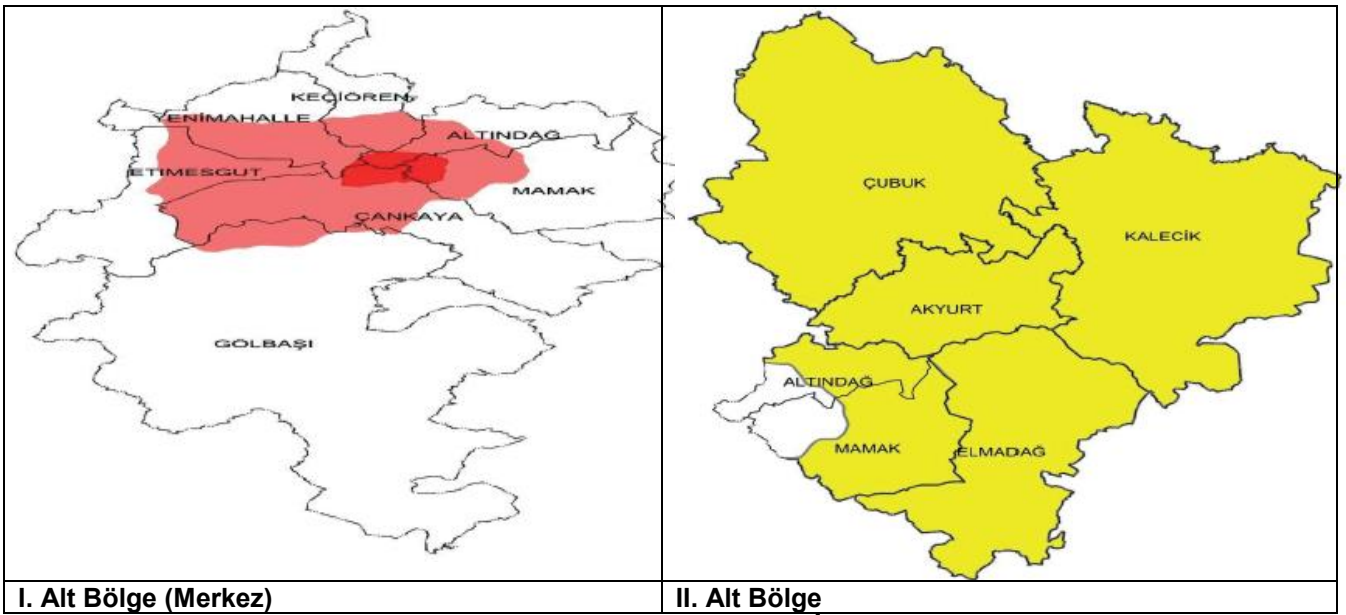 KEÇİÖREN
YENİMAHALLE
ALTINDAĞ
ETİMESGUT
MAMAK
ÇANKAYA
GÖLBAŞI
I. Alt Bölge (Merkez)
ÇUBUK
KALECİK
AKYURT
ALTINDAĞ
MAMAK
ELMADAĞ
II. Alt Bölge